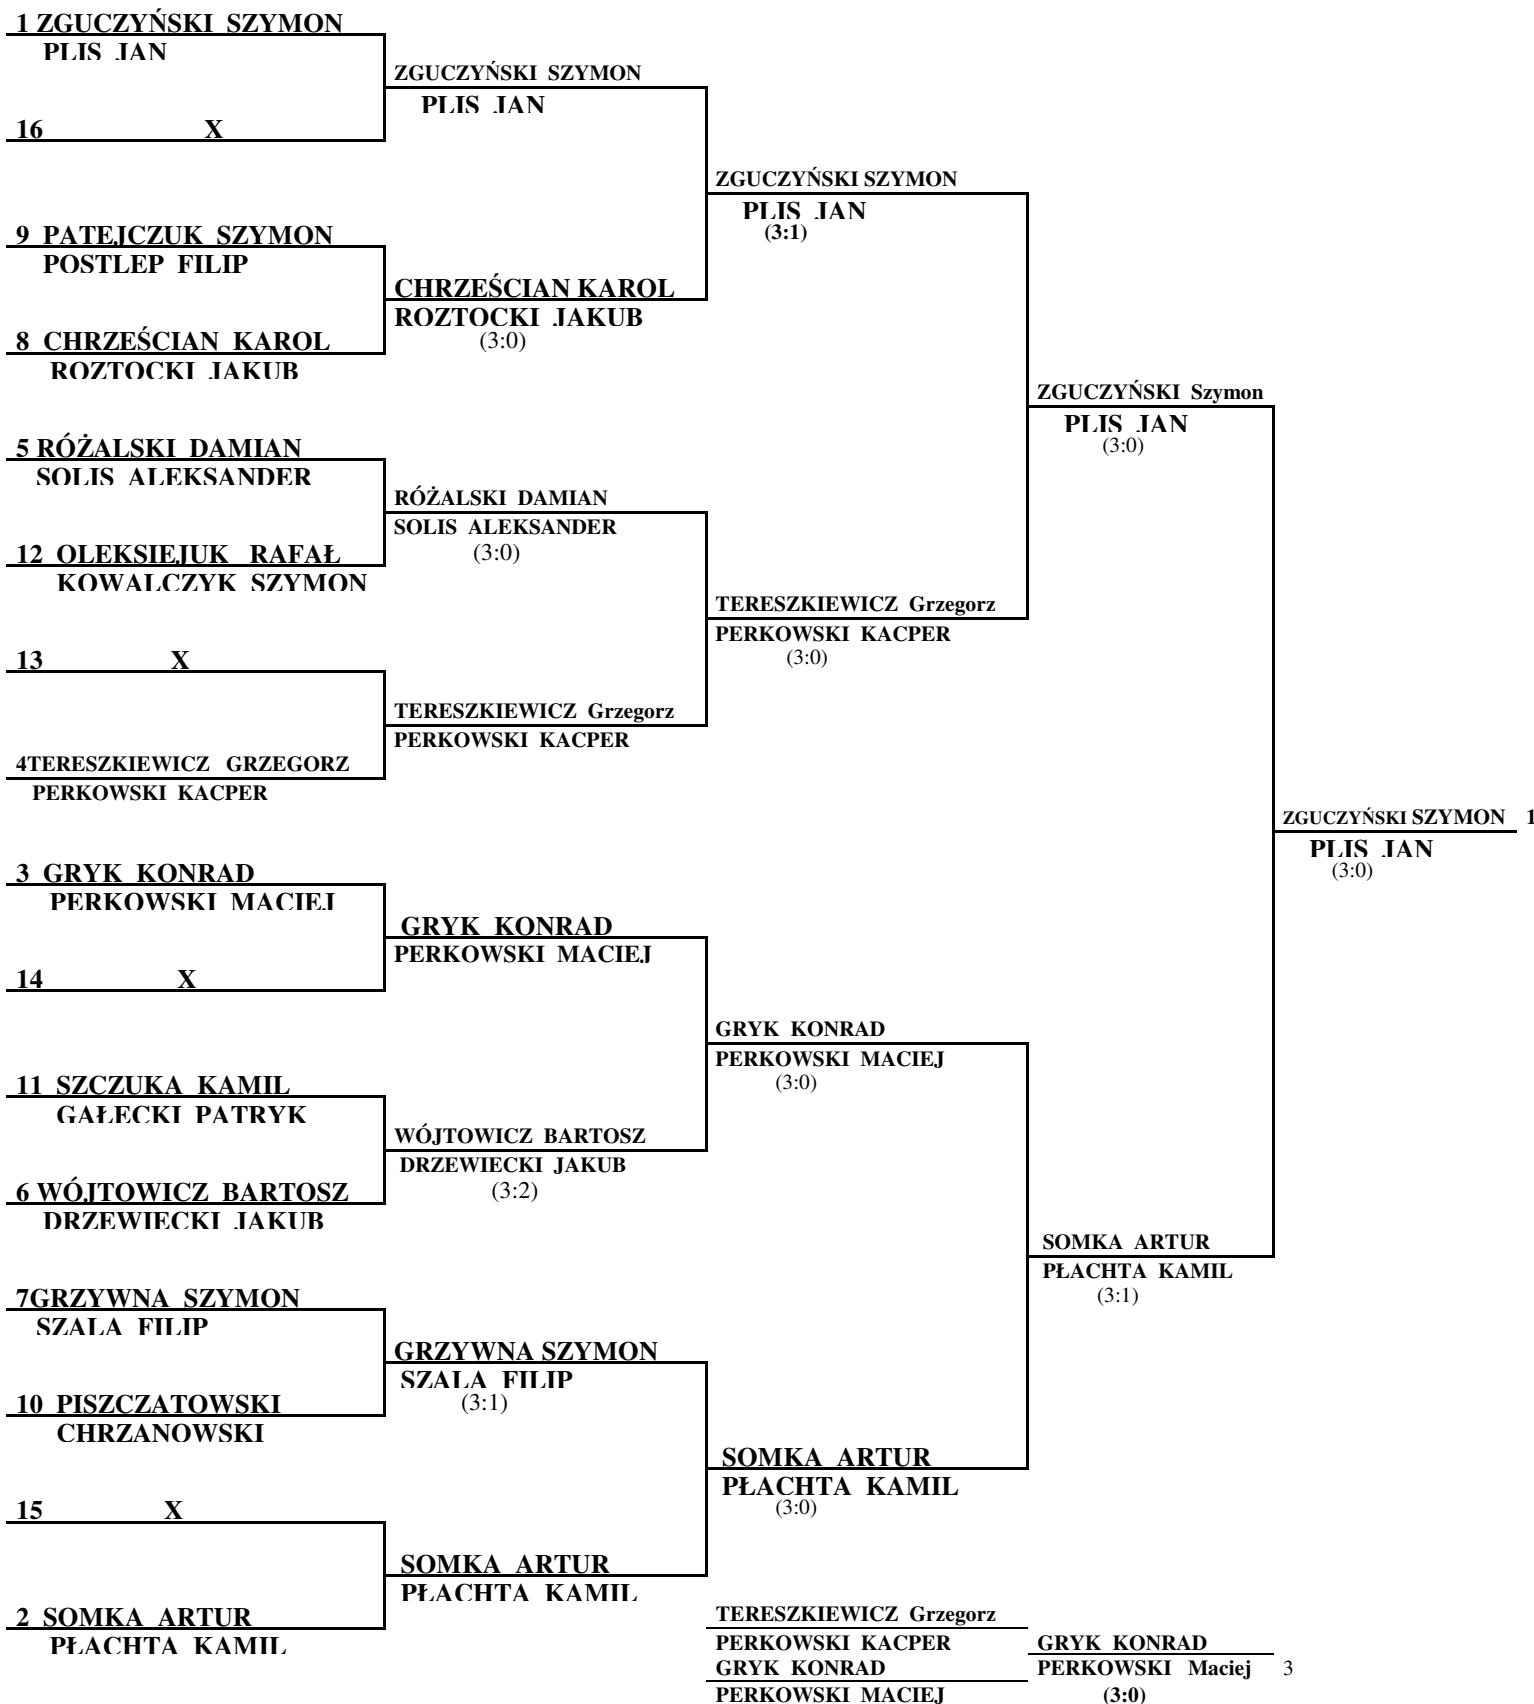 1 ZGUCZYŃSKI SZYMON
PLIS JAN
16 X
9 PATEJCZUK SZYMON
POSTLEP FILIP
8 CHRZEŚCIAN KAROL
ROZTOCKI JAKUB
5 RÓŻALSKI DAMIAN
SOLIS ALEKSANDER
12 OLEKSIEJUK RAFAŁ
KOWALCZYK SZYMON
13 X
4TERESZKIEWICZ GRZEGORZ
PERKOWSKI KACPER
3 GRYK KONRAD
PERKOWSKI MACIEJ
14 X
11 SZCZUKA KAMIL
GAŁECKI PATRYK
6 WÓJTOWICZ BARTOSZ
DRZEWIECKI JAKUB
7GRZYWNA SZYMON
SZALA FILIP
10 PISZCZATOWSKI
CHRZANOWSKI
15 X
2 SOMKA ARTUR
PŁACHTA KAMIL
ZGUCZYŃSKI SZYMON
PLIS JAN
CHRZEŚCIAN KAROL
ROZTOCKI JAKUB
(3:0)
RÓŻALSKI DAMIAN
SOLIS ALEKSANDER
(3:0)
TERESZKIEWICZ Grzegorz
PERKOWSKI KACPER
GRYK KONRAD
PERKOWSKI MACIEJ
WÓJTOWICZ BARTOSZ
DRZEWIECKI JAKUB
(3:2)
GRZYWNA SZYMON
SZALA FILIP
(3:1)
SOMKA ARTUR
PŁACHTA KAMIL
ZGUCZYŃSKI SZYMON
PLIS JAN
(3:1)
TERESZKIEWICZ Grzegorz
PERKOWSKI KACPER
(3:0)
GRYK KONRAD
PERKOWSKI MACIEJ
(3:0)
SOMKA ARTUR
PŁACHTA KAMIL
(3:0)
ZGUCZYŃSKI Szymon
PLIS JAN
(3:0)
SOMKA ARTUR
PŁACHTA KAMIL
(3:1)
ZGUCZYŃSKI SZYMON 1
PLIS JAN
(3:0)
TERESZKIEWICZ Grzegorz
PERKOWSKI KACPER
GRYK KONRAD
PERKOWSKI MACIEJ
GRYK KONRAD
PERKOWSKI Maciej 3
(3:0)